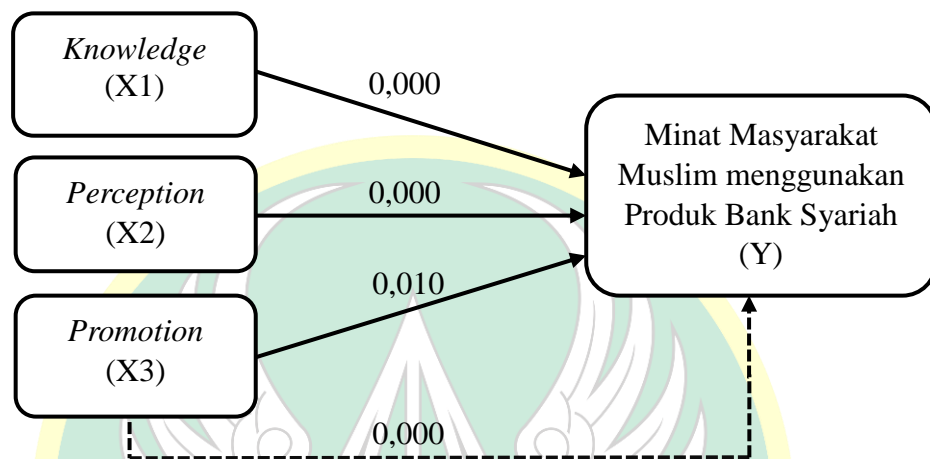 Knowledge
(X1)
0,000
Perception
(X2)
0,000
Promotion
(X3)
0,010
Minat Masyarakat
Muslim menggunakan
Produk Bank Syariah
(Y)
0,000